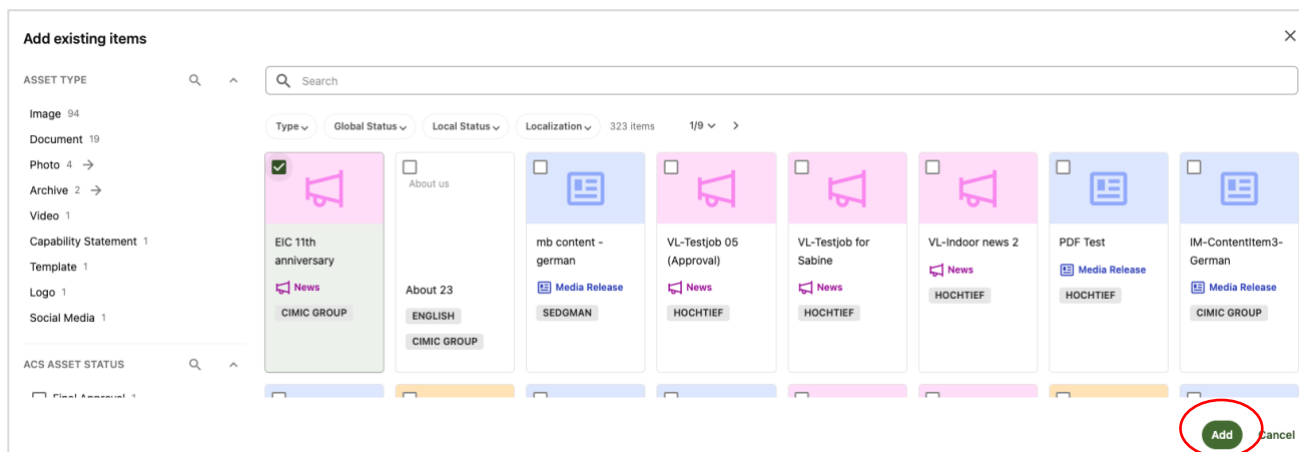 Add existing items
ASSET TYPE
Image 94
Document 19
Photo 4
Archive 2
Video 1
Capability Statement 1
Template 1
Logo 1
Social Media 1
ACS ASSET STATUS
Final Approval 1
Search
Type
Global Status
Local Status
Localization
323 items
1/9
EIC 11th
anniversary
News
CIMIC GROUP
About us
About 23
ENGLISH
CIMIC GROUP
mb content -
german
Media Release
SEDGMAN
VL-Testjob 05
(Approval)
News
HOCHTIEF
VL-Testjob for
Sabine
News
HOCHTIEF
VL-Indoor news 2
News
HOCHTIEF
PDF Test
Media Release
HOCHTIEF
IM-ContentItem3-
German
Media Release
CIMIC GROUP
Add
Cancel